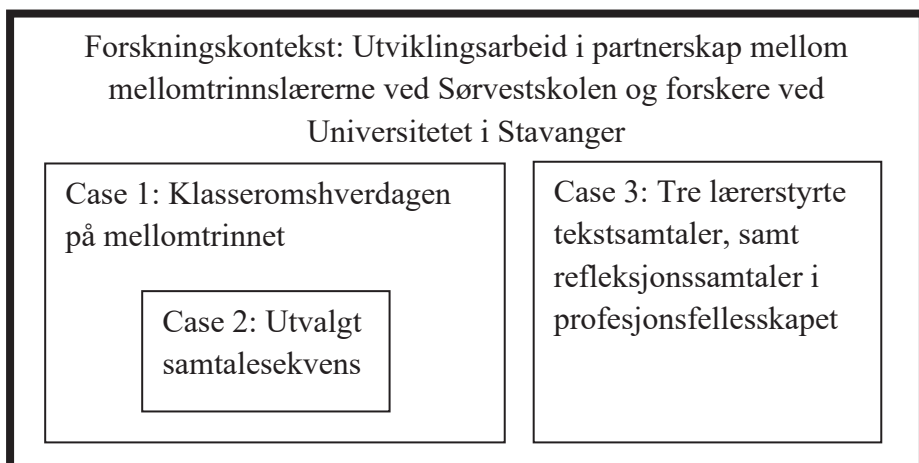 Forskningskontekst: Utviklingsarbeid i partnerskap mellom
mellomtrinnslærerne ved Sørvestskolen og forskere ved
Universitetet i Stavanger
Case 1: Klasseromshverdagen
på mellomtrinnet
Case 2: Utvalgt
samtalesekvens
Case 3: Tre lærerstyrte
tekstsamtaler, samt
refleksjonssamtaler i
profesjonsfellesskapet